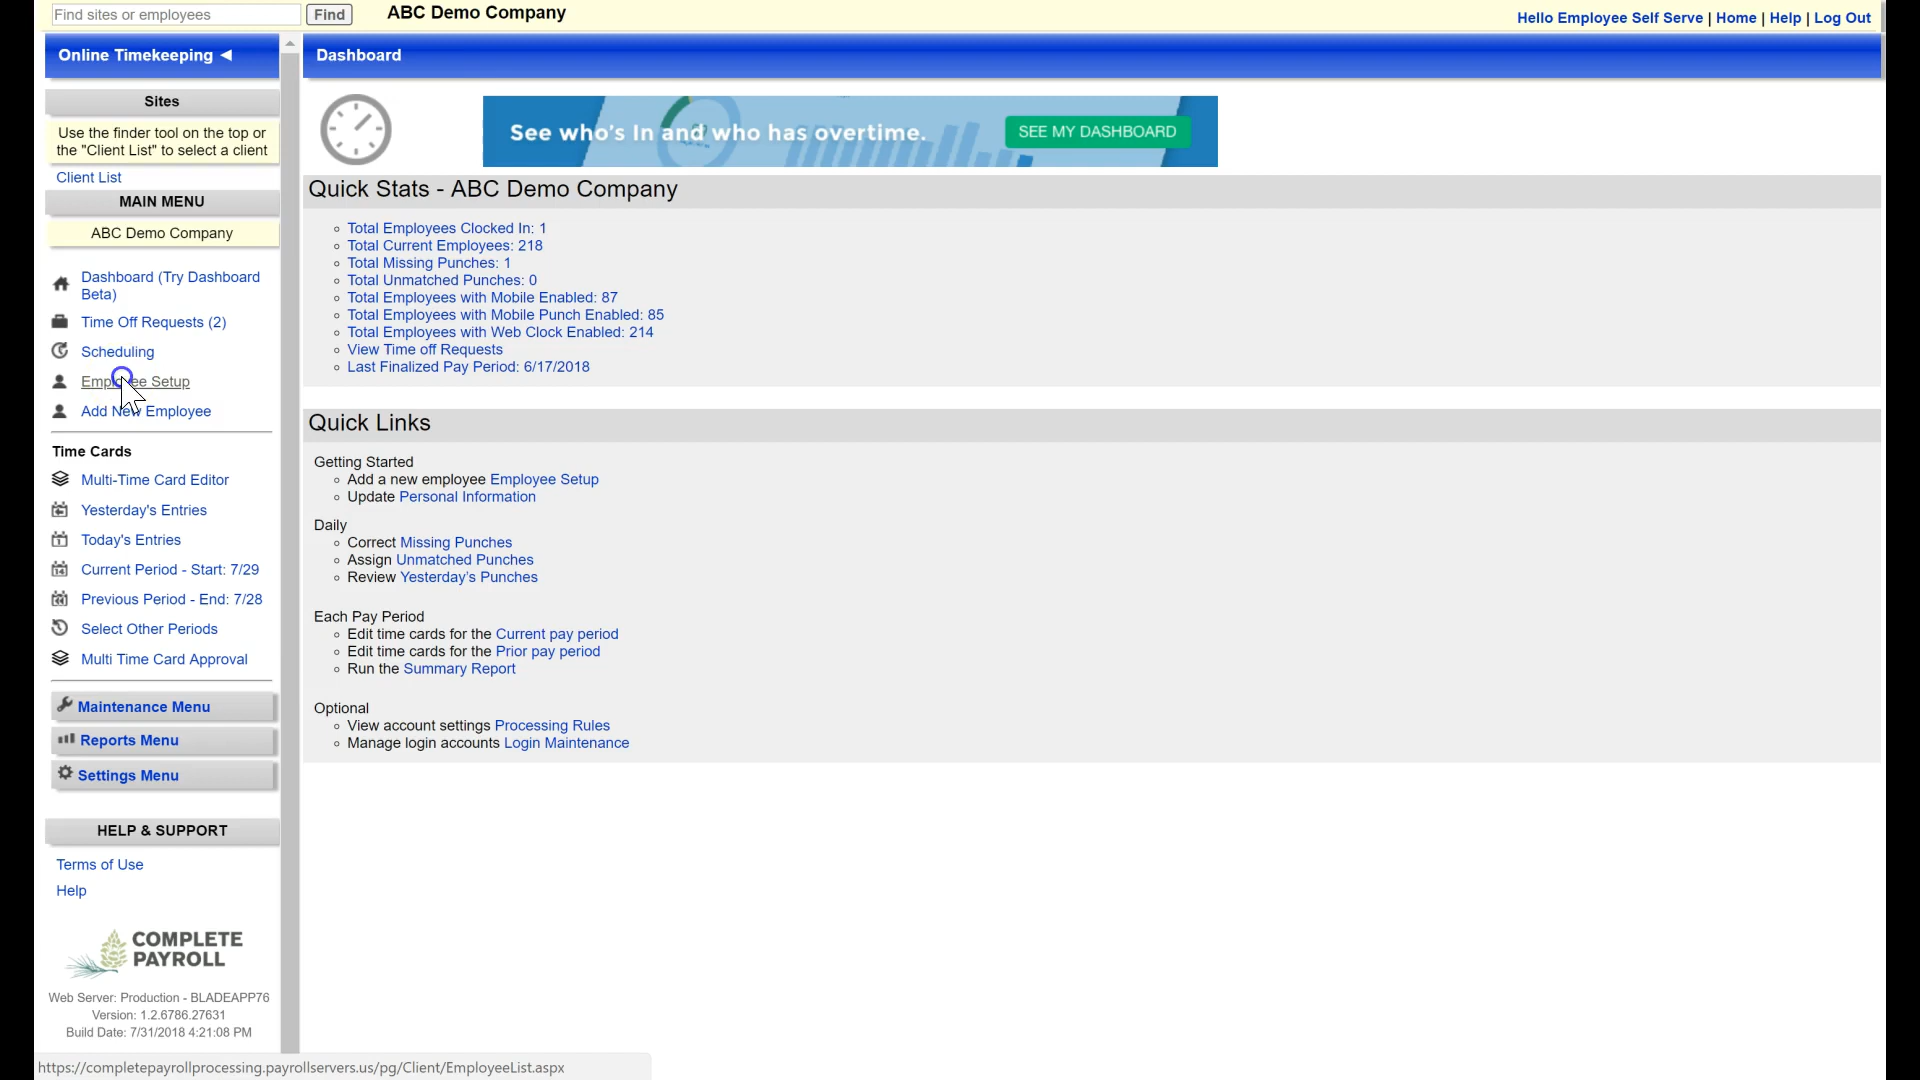 Find sites or employees Find ABC Demo Company Hello Employee Self Serve | Home | Help | Log Out
Online Timekeeping ◀
Sites
Use the finder tool on the top or
the "Client List" to select a client
Client List
MAIN MENU
ABC Demo Company
Dashboard (Try Dashboard
Beta)
Time Off Requests (2)
Scheduling
Employee Setup
Add New Employee
Time Cards
Multi-Time Card Editor
Yesterday's Entries
Today's Entries
Current Period - Start: 7/29
Previous Period - End: 7/28
Select Other Periods
Multi Time Card Approval
Maintenance Menu
Reports Menu
Settings Menu
HELP & SUPPORT
Terms of Use
Help
COMPLETE
PAYROLL
Web Server: Production - BLADEAPP76
Version: 1.2.6786.27631
Build Date: 7/31/2018 4:21:08 PM
Dashboard
See who's In and who has overtime. SEE MY DASHBOARD
Quick Stats - ABC Demo Company
Total Employees Clocked In: 1
Total Current Employees: 218
Total Missing Punches: 1
Total Unmatched Punches: 0
Total Employees with Mobile Enabled: 87
Total Employees with Mobile Punch Enabled: 85
Total Employees with Web Clock Enabled: 214
View Time off Requests
Last Finalized Pay Period: 6/17/2018
Quick Links
Getting Started
Add a new employee Employee Setup
Update Personal Information
Daily
Correct Missing Punches
Assign Unmatched Punches
Review Yesterday's Punches
Each Pay Period
Edit time cards for the Current pay period
Edit time cards for the Prior pay period
Run the Summary Report
Optional
View account settings Processing Rules
Manage login accounts Login Maintenance
https://completepayrollprocessing.payrollservers.us/pg/Client/EmployeeList.aspx